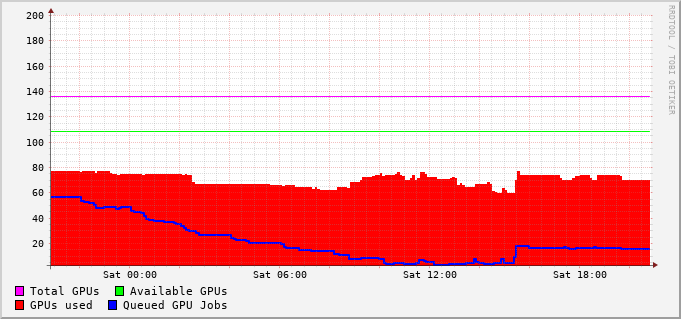 200
180
160
140
120
100
80
60
40
20
Sat 00:00 Sat 06:00 Sat 12:00 Sat 18:00
Total GPUs Available GPUs
GPUs used Queued GPU Jobs
RRDTOOL / TOBI OETIKER